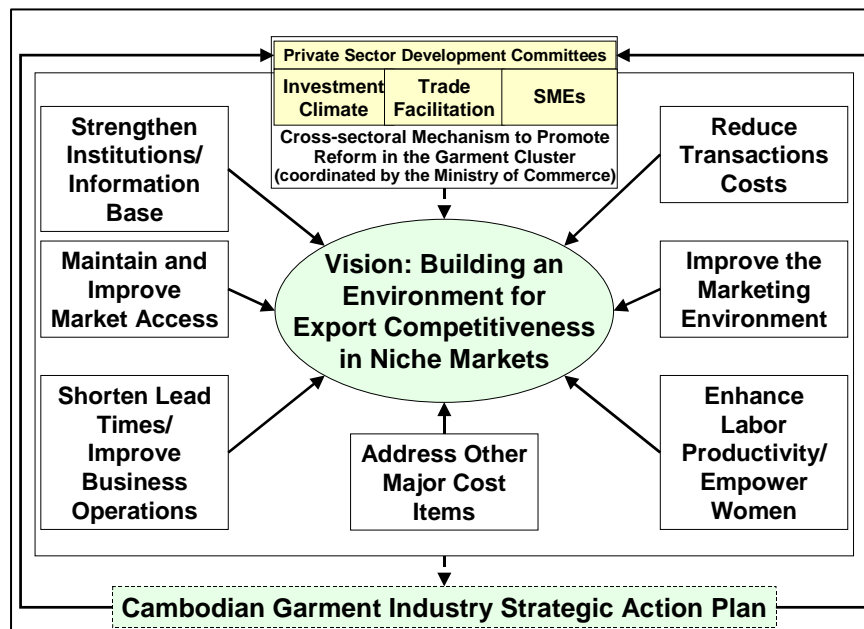 Private Sector Development Committees
Investment
Climate
Trade
Facilitation
SMEs
Cross-sectoral Mechanism to Promote
Reform in the Garment Cluster
(coordinated by the Ministry of Commerce)
Strengthen
Institutions/
Information
Base
Reduce
Transactions
Costs
Maintain and
Improve
Market Access
Vision: Building an
Environment for
Export Competitiveness
in Niche Markets
Improve the
Marketing
Environment
Shorten Lead
Times/
Improve
Business
Operations
Address Other
Major Cost
Items
Enhance
Labor
Productivity/
Empower
Women
Cambodian Garment Industry Strategic Action Plan